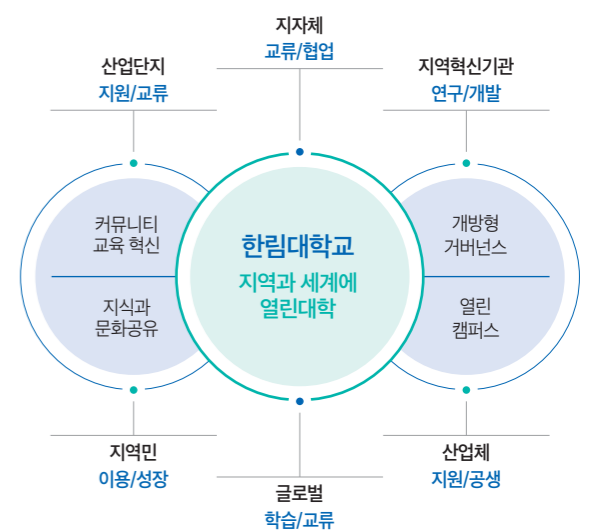 지자체
교류/협업
산업단지
지원/교류
지역혁신기관
연구/개발
커뮤니티
교육 혁신
지식과
문화공유
한림대학교
지역과 세계에
열린대학
개방형
거버넌스
열린
캠퍼스
지역민
이용/성장
글로벌
학습/교류
산업체
지원/공생